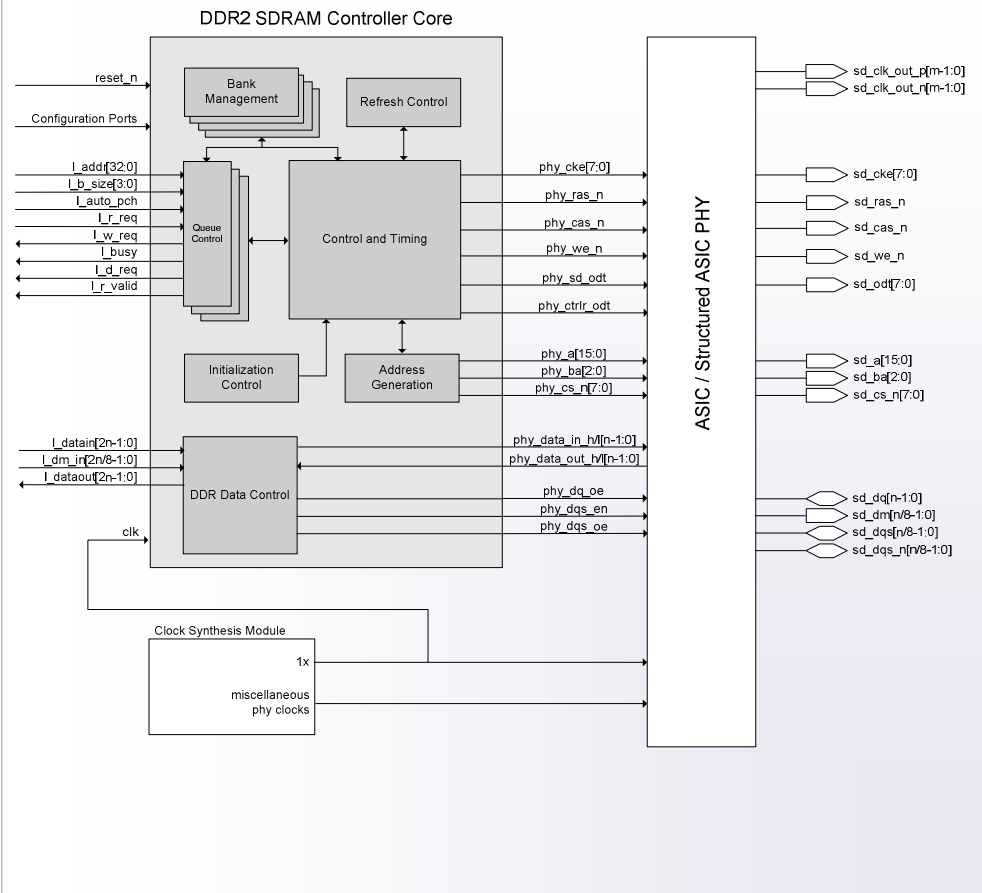 DDR2 SDRAM Controller Core
reset_n
Configuration Ports
l_addr[32:0]
l_b_size[3:0]
l_auto_pch
l_r_req
l_w_req
l_busy
l_d_req
l_r_valid
Bank
Management
Refresh Control
Queue
Control
Control and Timing
Initialization
Control
Address
Generation
l_datain[2n-1:0]
l_dm_in[2n/8-1:0]
l_dataout[2n-1:0]
clk
DDR Data Control
phy_cke[7:0]
phy_ras_n
phy_cas_n
phy_we_n
phy_sd_odt
phy_ctrlr_odt
phy_a[15:0]
phy_ba[2:0]
phy_cs_n[7:0]
phy_data_in_h/l[n-1:0]
phy_data_out_h/l[n-1:0]
phy_dq_oe
phy_dqs_en
phy_dqs_oe
ASIC / Structured ASIC PHY
sd_clk_out_p[m-1:0]
sd_clk_out_n[m-1:0]
sd_cke[7:0]
sd_ras_n
sd_cas_n
sd_we_n
sd_odt[7:0]
sd_a[15:0]
sd_ba[2:0]
sd_cs_n[7:0]
sd_dq[n-1:0]
sd_dm[n/8-1:0]
sd_dqs[n/8-1:0]
sd_dqs_n[n/8-1:0]
Clock Synthesis Module
1x
miscellaneous
phy clocks